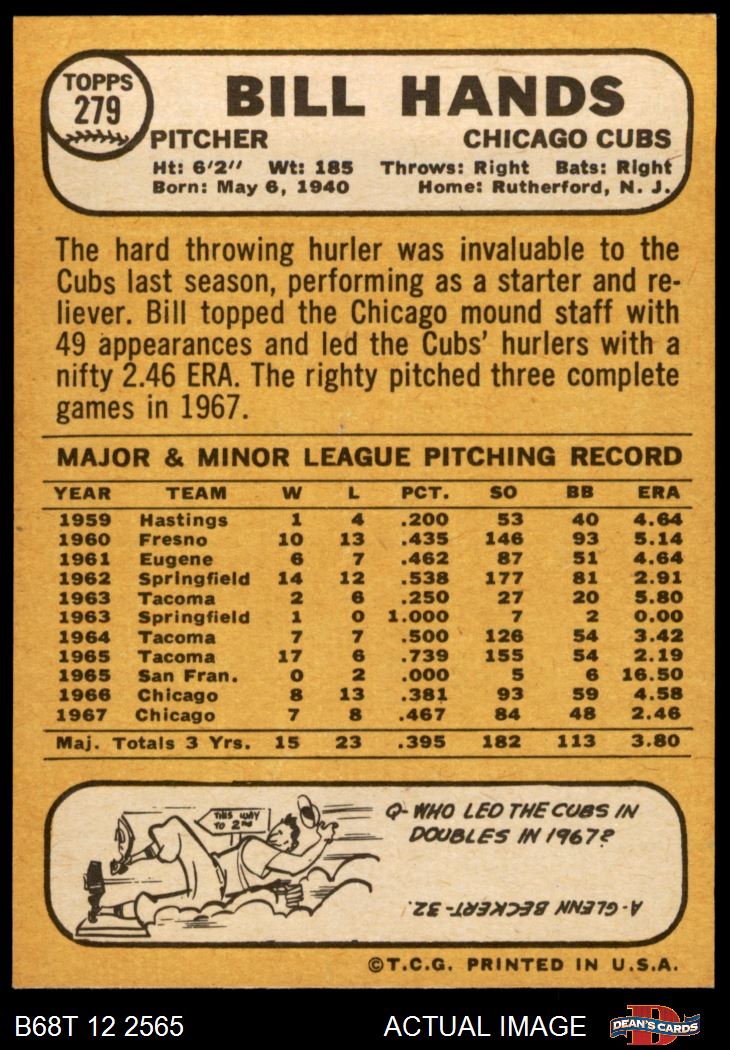 TOPPS
279
BILL HANDS
PITCHER CHICAGO CUBS
Ht: 6'2" Wt: 185 Throws: Right Bats: Right
Born: May 6, 1940 Home: Rutherford, N. J.
The hard throwing hurler was invaluable to the
Cubs last season, performing as a starter and re-
liever. Bill topped the Chicago mound staff with
49 appearances and led the Cubs' hurlers with a
nifty 2.46 ERA. The righty pitched three complete
games in 1967.
MAJOR & MINOR LEAGUE PITCHING RECORD
YEAR TEAM W L PCT. SO BB ERA
1959 Hastings 1 4 .200 53 40 4.64
1960 Fresno 10 13 .435 146 93 5.14
1961 Eugene 6 7 .462 87 51 4.64
1962 Springfield 14 12 .538 177 81 2.91
1963 Tacoma 2 6 .250 27 20 5.80
1963 Springfield 1 0 1.000 7 2 0.00
1964 Tacoma 7 7 .500 126 54 3.42
1965 Tacoma 17 6 .739 155 54 2.19
1965 San Fran. 0 2 .000 5 6 16.50
1966 Chicago 8 13 .381 93 59 4.58
1967 Chicago 7 8 .467 84 48 2.46
Maj. Totals 3 Yrs. 15 23 .395 182 113 3.80
THIS WAY
TO 2ND
Q- WHO LED THE CUBS IN
DOUBLES IN 1967?
A- GLENN BECKERT- 32.
©T.C.G. PRINTED IN U.S.A.
B68T 12 2565 ACTUAL IMAGE
D
DEAN'S CARDS